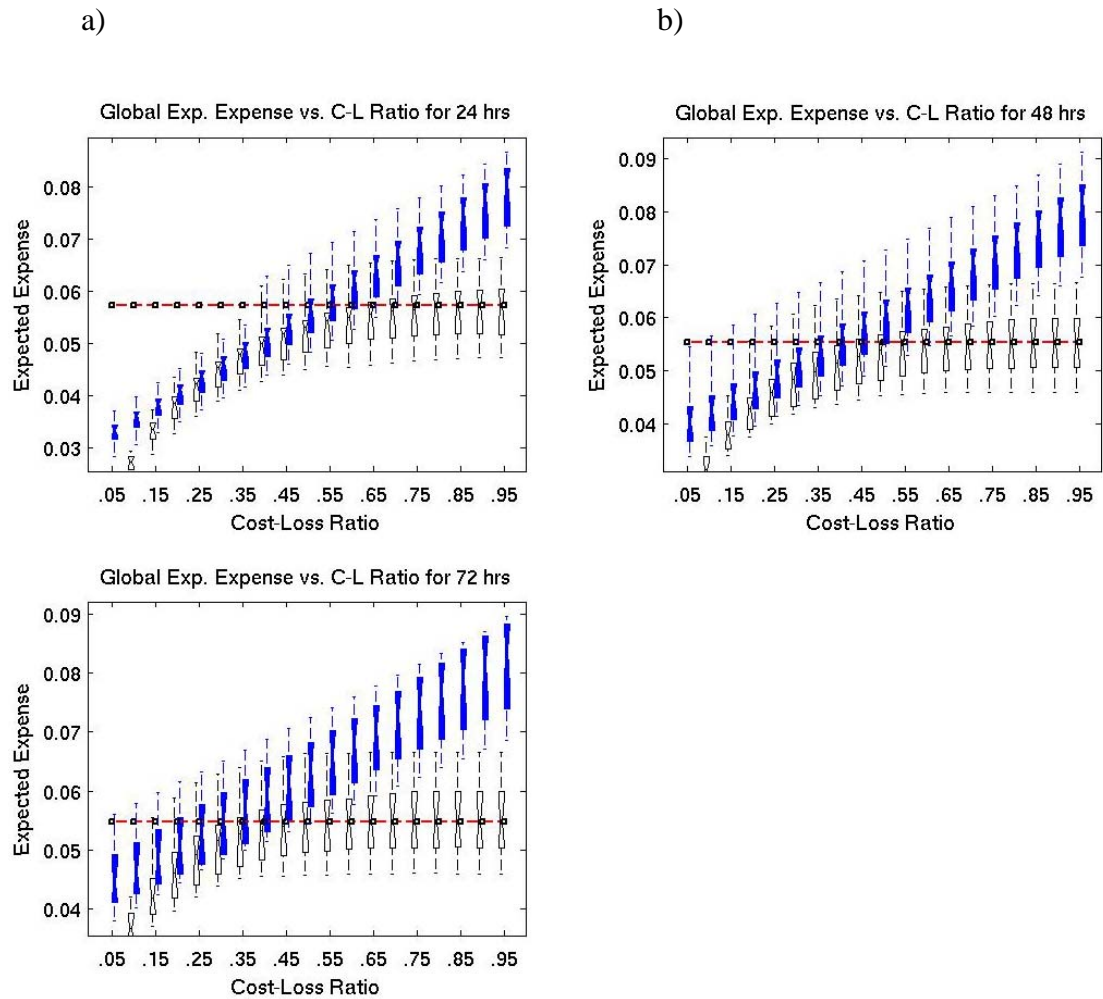 a)
b)
Global Exp. Expense vs. C-L Ratio for 24 hrs
Expected Expense
0.08
0.07
0.06
0.05
0.04
0.03
.05 .15 .25 .35 .45 .55 .65 .75 .85 .95
Cost-Loss Ratio
Global Exp. Expense vs. C-L Ratio for 48 hrs
Expected Expense
0.09
0.08
0.07
0.06
0.05
0.04
.05 .15 .25 .35 .45 .55 .65 .75 .85 .95
Cost-Loss Ratio
Global Exp. Expense vs. C-L Ratio for 72 hrs
Expected Expense
0.09
0.08
0.07
0.06
0.05
0.04
.05 .15 .25 .35 .45 .55 .65 .75 .85 .95
Cost-Loss Ratio